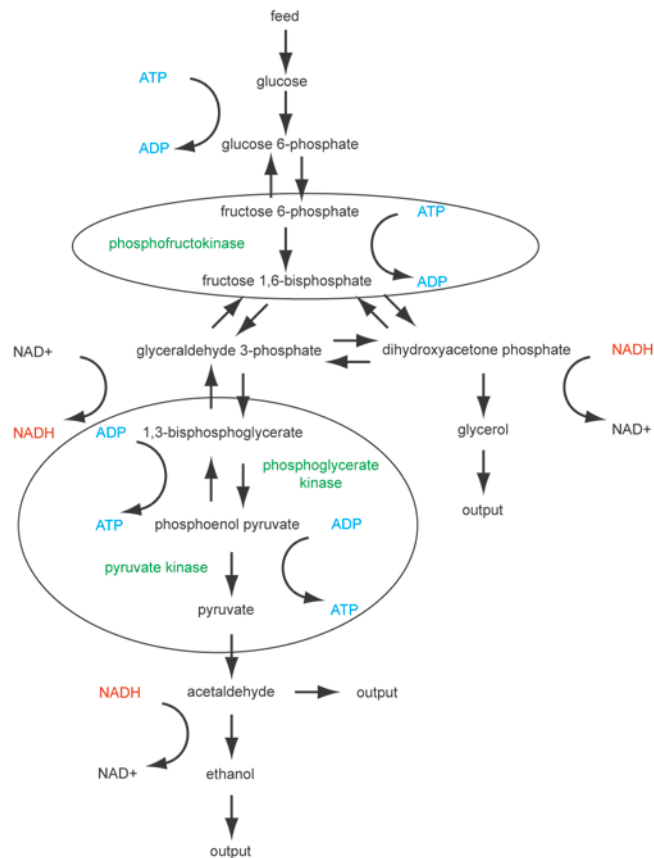 feed
ATP
glucose
ADP
glucose 6-phosphate
fructose 6-phosphate
ATP
phosphofructokinase
fructose 1,6-bisphosphate
ADP
NAD+
glyceraldehyde 3-phosphate
dihydroxyacetone phosphate
NADH
NADH
ADP
1,3-bisphosphoglycerate
glycerol
NAD+
phosphoglycerate
kinase
output
ATP
phosphoenol pyruvate
ADP
pyruvate kinase
pyruvate
ATP
NADH
acetaldehyde
output
NAD+
ethanol
output